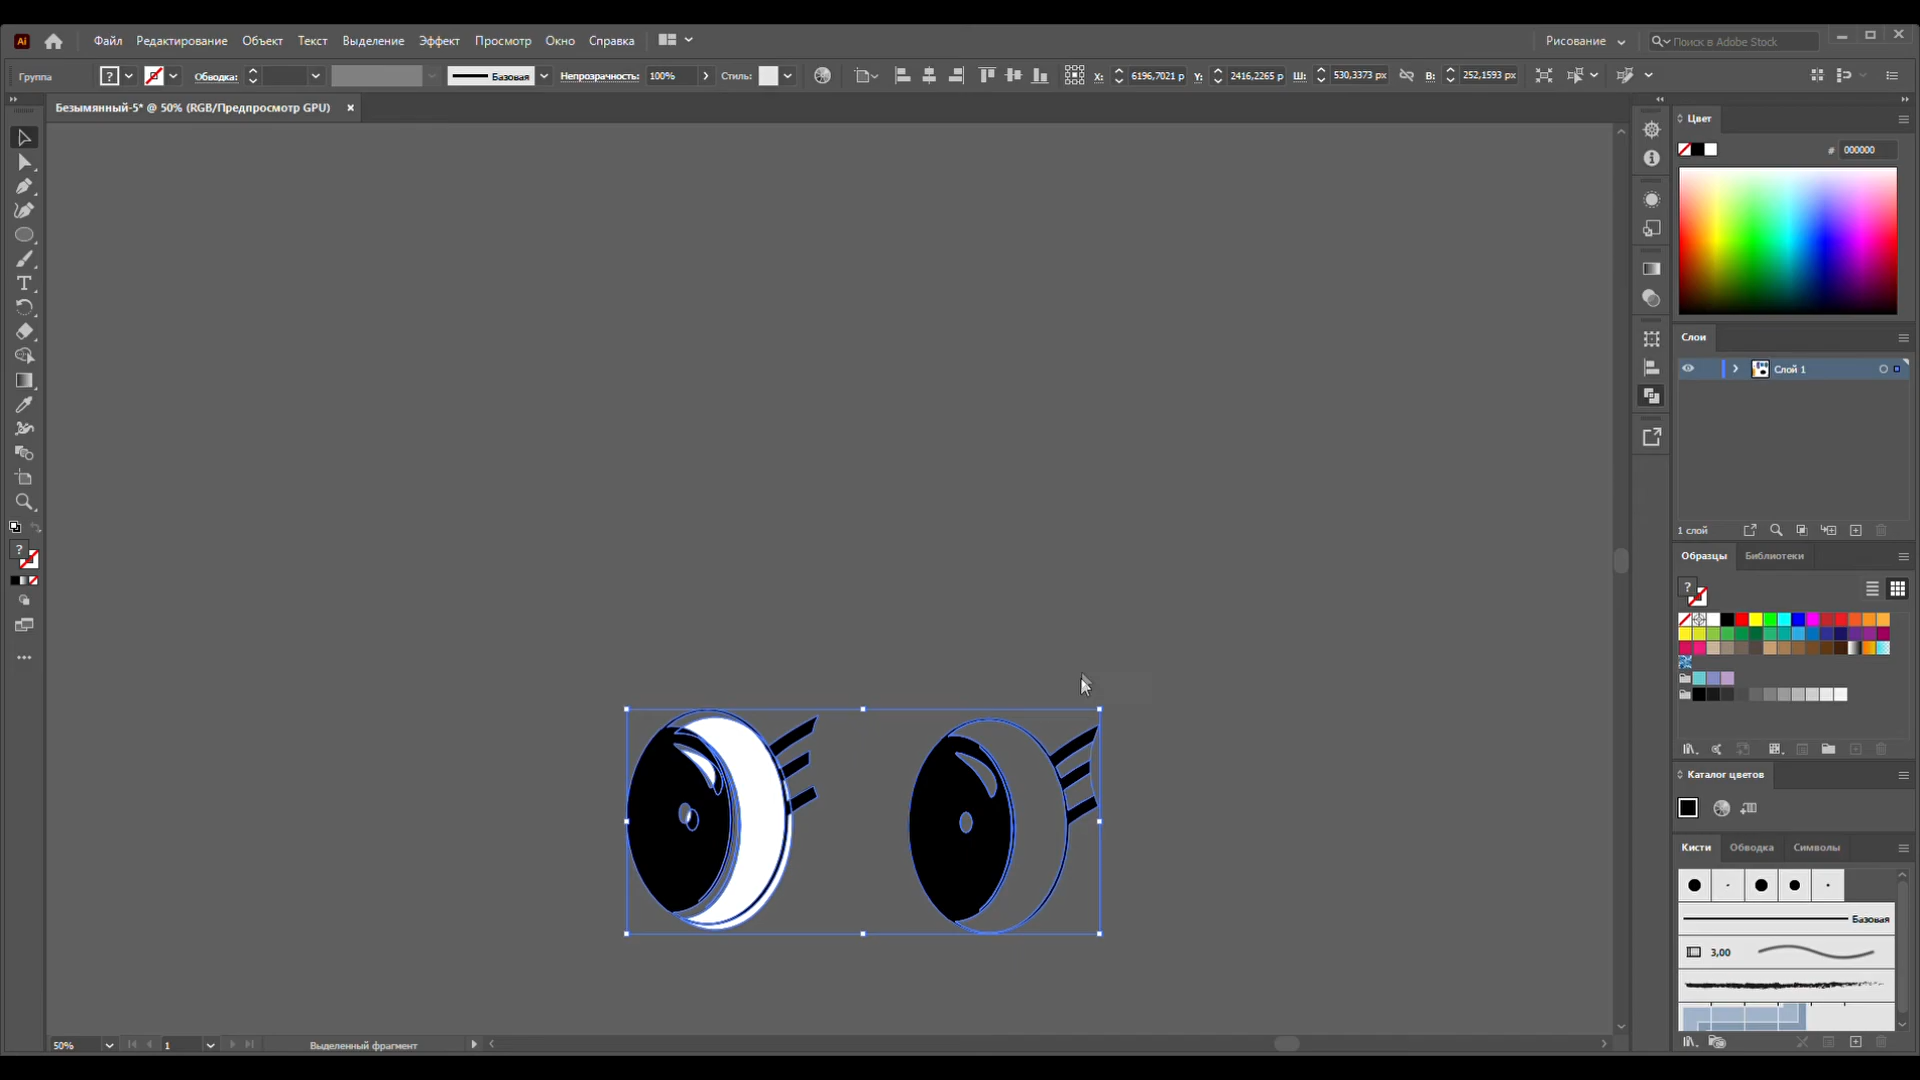 Ai Файл Редактирование Объект Текст Выделение Эффект Просмотр Окно Справка Рисование Поиск в Adobe Stock
Группа ? Обводка: Базовая Непрозрачность: 100% Стиль: X: 6196,7021 p Y: 2416,2265 p Ш: 530,3373 px В: 252,1593 px
Безымянный-5* @ 50% (RGB/Предпросмотр GPU) ×
Цвет
# 000000
Слои
Слой 1
1 слой
Образцы Библиотеки
?
Каталог цветов
Кисти Обводка Символы
Базовая
3,00
50% 1 Выделенный фрагмент